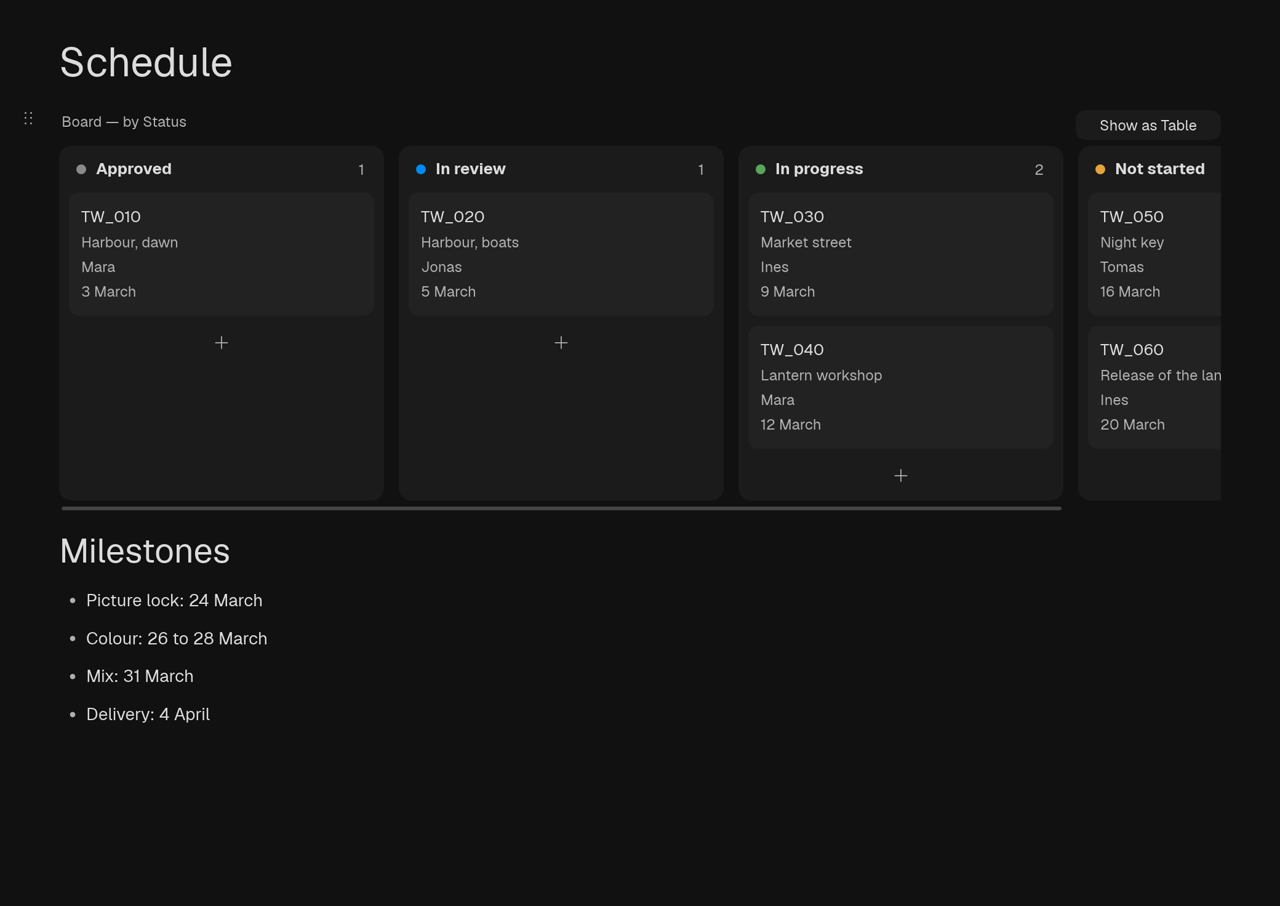 Schedule
Board — by Status
Show as Table
Approved 1
TW_010
Harbour, dawn
Mara
3 March
In review 1
TW_020
Harbour, boats
Jonas
5 March
In progress 2
TW_030
Market street
Ines
9 March
TW_040
Lantern workshop
Mara
12 March
Not started
TW_050
Night key
Tomas
16 March
TW_060
Release of the lan
Ines
20 March
Milestones
Picture lock: 24 March
Colour: 26 to 28 March
Mix: 31 March
Delivery: 4 April